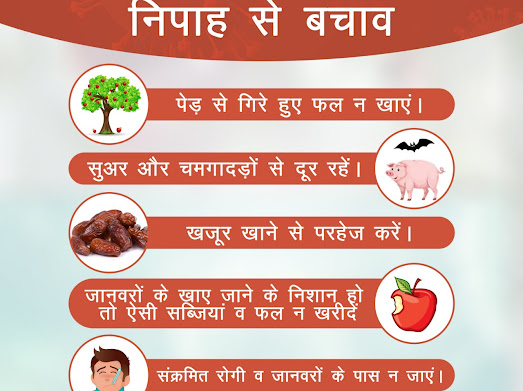 निपाह से बचाव
पेड़ से गिरे हुए फल न खाएं।
सुअर और चमगादड़ों से दूर रहें।
खजूर खाने से परहेज करें।
जानवरों के खाए जाने के निशान हो
तो ऐसी सब्जियां व फल न खरीदें
संक्रमित रोगी व जानवरों के पास न जाएं।